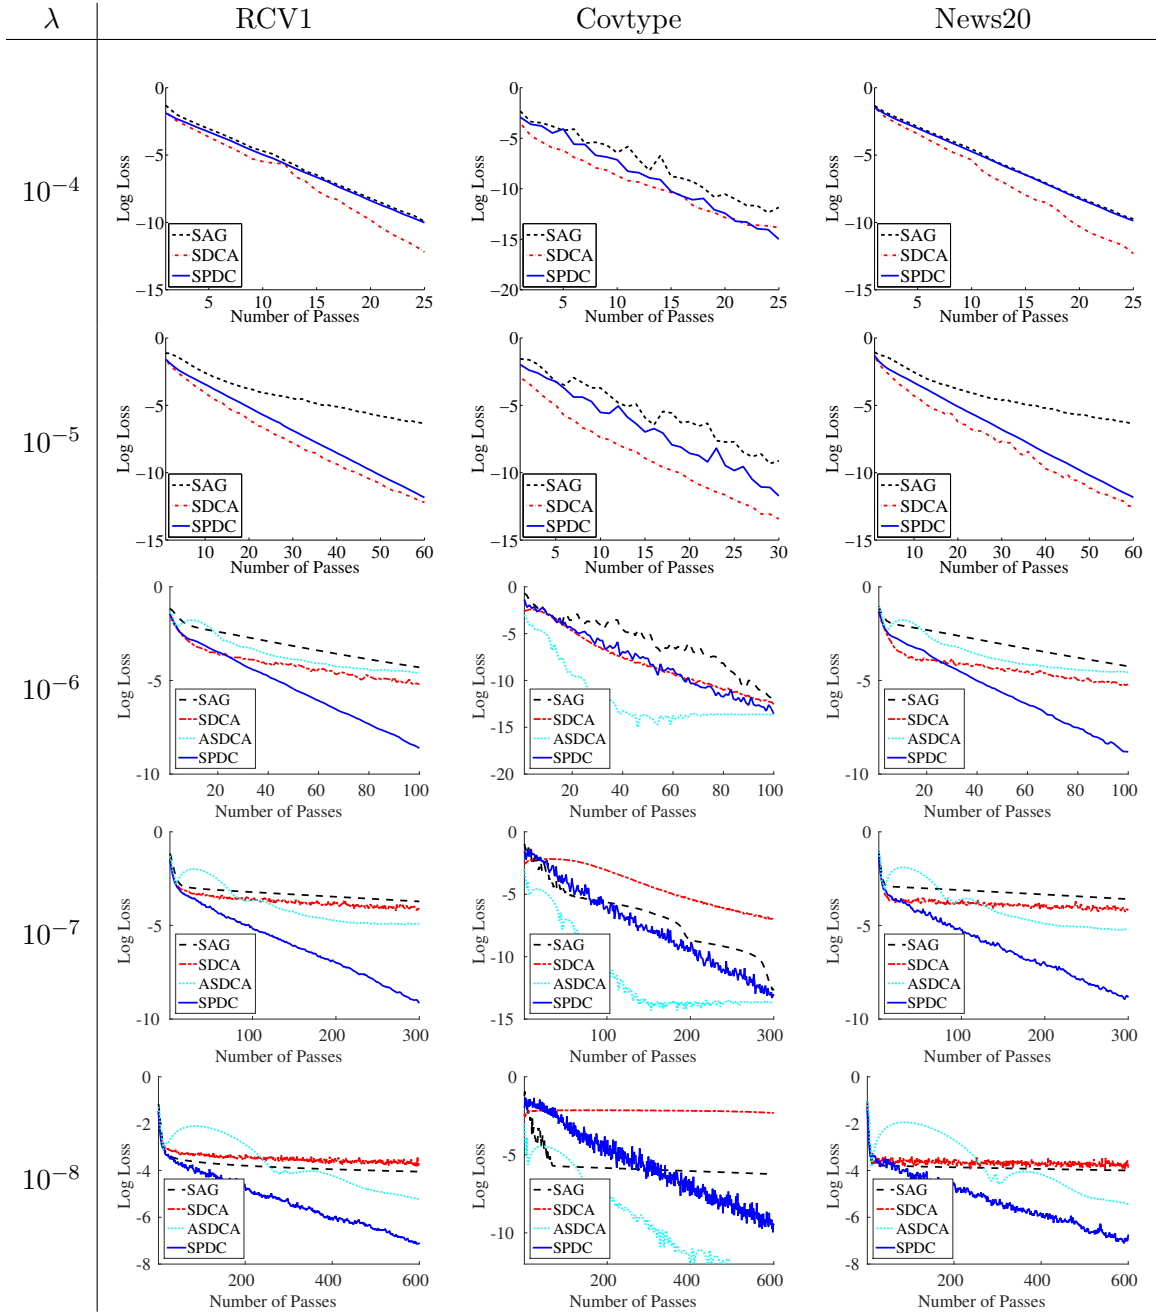 λ RCV1 Covtype News20
10⁻⁴
0
−5
−10
−15
Log Loss
SAG
SDCA
SPDC
5 10 15 20 25
Number of Passes
0
−5
−10
−15
−20
Log Loss
SAG
SDCA
SPDC
5 10 15 20 25
Number of Passes
0
−5
−10
−15
Log Loss
SAG
SDCA
SPDC
5 10 15 20 25
Number of Passes
10⁻⁵
0
−5
−10
−15
Log Loss
SAG
SDCA
SPDC
10 20 30 40 50 60
Number of Passes
0
−5
−10
−15
Log Loss
SAG
SDCA
SPDC
5 10 15 20 25 30
Number of Passes
0
−5
−10
−15
Log Loss
SAG
SDCA
SPDC
10 20 30 40 50 60
Number of Passes
10⁻⁶
0
-5
-10
Log Loss
SAG
SDCA
ASDCA
SPDC
20 40 60 80 100
Number of Passes
0
-5
-10
-15
-20
Log Loss
SAG
SDCA
ASDCA
SPDC
20 40 60 80 100
Number of Passes
0
-5
-10
Log Loss
SAG
SDCA
ASDCA
SPDC
20 40 60 80 100
Number of Passes
10⁻⁷
0
-5
-10
Log Loss
SAG
SDCA
ASDCA
SPDC
100 200 300
Number of Passes
0
-5
-10
-15
Log Loss
SAG
SDCA
ASDCA
SPDC
100 200 300
Number of Passes
0
-5
-10
Log Loss
SAG
SDCA
ASDCA
SPDC
100 200 300
Number of Passes
10⁻⁸
0
-2
-4
-6
-8
Log Loss
SAG
SDCA
ASDCA
SPDC
200 400 600
Number of Passes
0
-5
-10
Log Loss
SAG
SDCA
ASDCA
SPDC
200 400 600
Number of Passes
0
-2
-4
-6
-8
Log Loss
SAG
SDCA
ASDCA
SPDC
200 400 600
Number of Passes